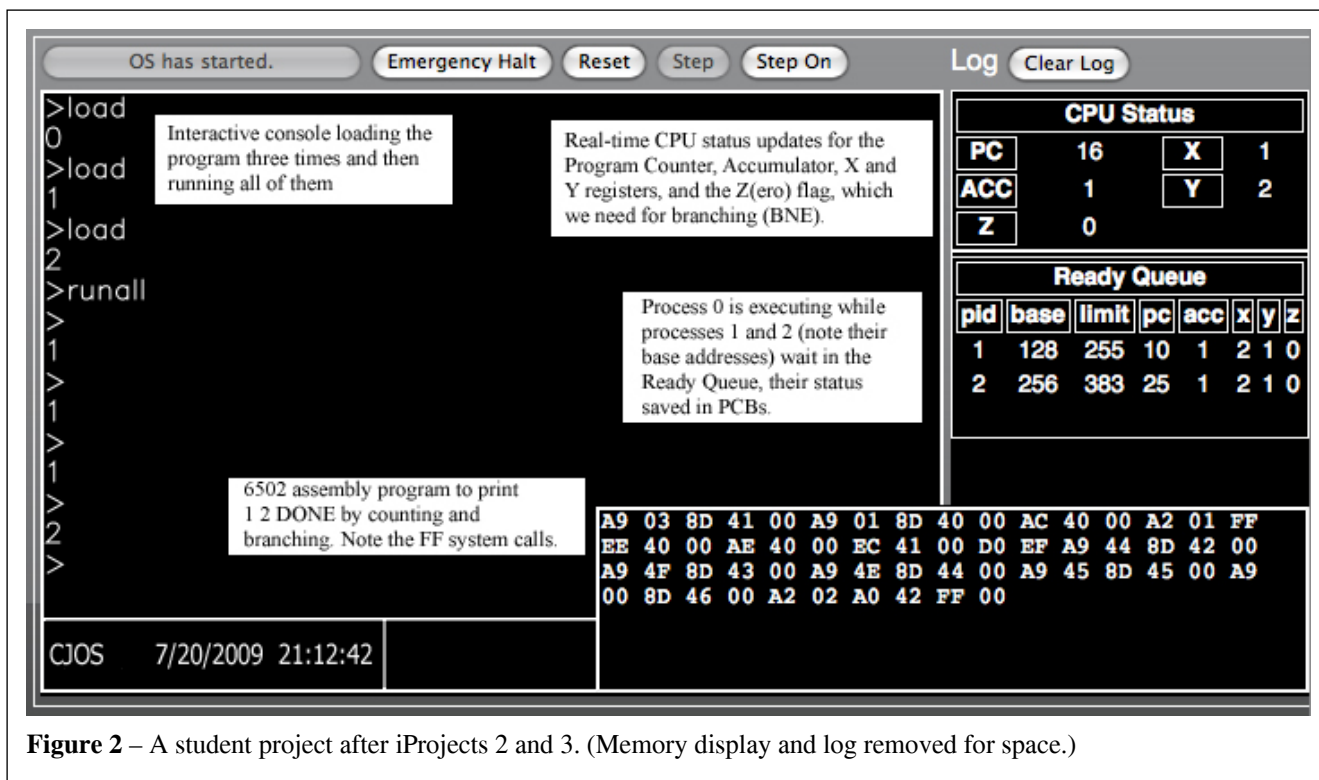 OS has started. Emergency Halt Reset Step Step On Log Clear Log
>load
0
>load
1
>load
2
>runall
>
1
>
1
>
1
>
2
>
Interactive console loading the
program three times and then
running all of them
Real-time CPU status updates for the
Program Counter, Accumulator, X and
Y registers, and the Z(ero) flag, which
we need for branching (BNE).
Process 0 is executing while
processes 1 and 2 (note their
base addresses) wait in the
Ready Queue, their status
saved in PCBs.
6502 assembly program to print
1 2 DONE by counting and
branching. Note the FF system calls.
CPU Status
PC 16 X 1
ACC 1 Y 2
Z 0
Ready Queue
pid base limit pc acc x y z
1 128 255 10 1 2 1 0
2 256 383 25 1 2 1 0
A9 03 8D 41 00 A9 01 8D 40 00 AC 40 00 A2 01 FF
EE 40 00 AE 40 00 EC 41 00 D0 EF A9 44 8D 42 00
A9 4F 8D 43 00 A9 4E 8D 44 00 A9 45 8D 45 00 A9
00 8D 46 00 A2 02 A0 42 FF 00
CJOS 7/20/2009 21:12:42
Figure 2 – A student project after iProjects 2 and 3. (Memory display and log removed for space.)